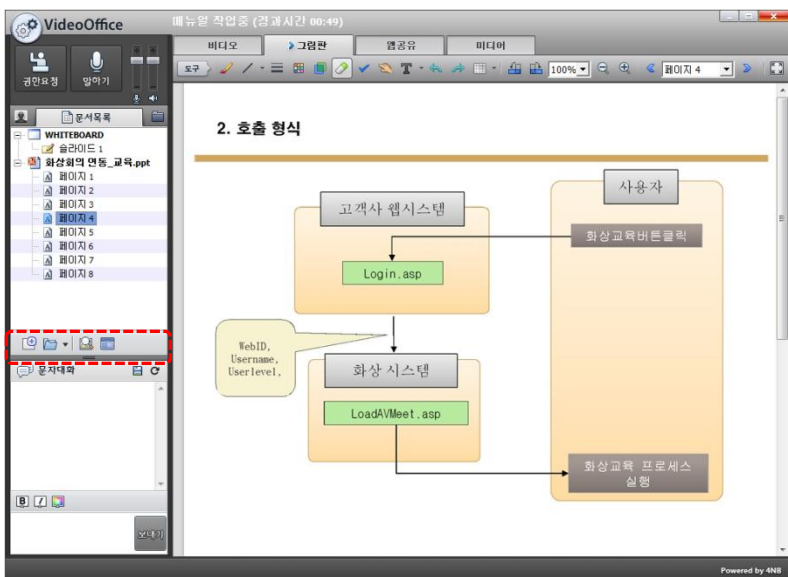 VideoOffice
메뉴얼 작업중 (경과시간 00:49)
비디오
그림판
웹공유
미디어
권한요청
말하기
도구
T
100%
페이지 4
문서목록
WHITEBOARD
슬라이드 1
화상회의 연동_교육.ppt
페이지 1
페이지 2
페이지 3
페이지 4
페이지 5
페이지 6
페이지 7
페이지 8
문자대화
B I
보내기
2. 호출 형식
고객사 웹시스템
Login.asp
WebID,
Username,
Userlevel,
화상 시스템
LoadAVMeet.asp
사용자
화상교육버튼클릭
화상교육 프로세스
실행
Powered by 4NB